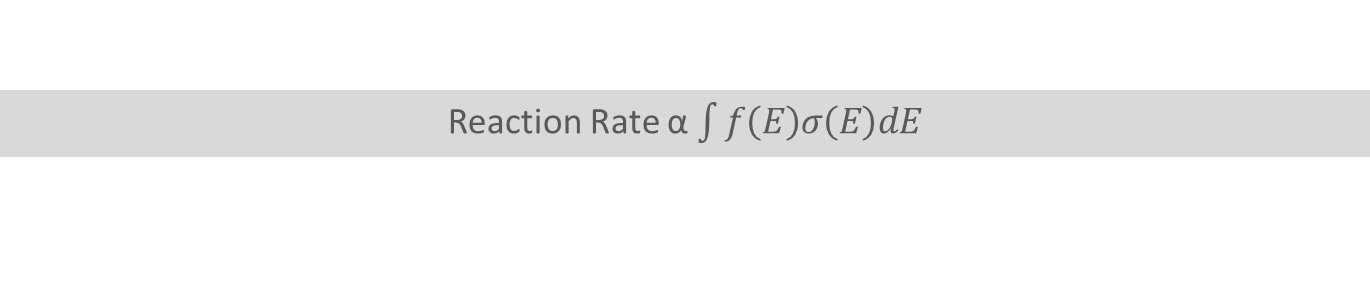 Reaction Rate α ∫ f(E)σ(E)dE